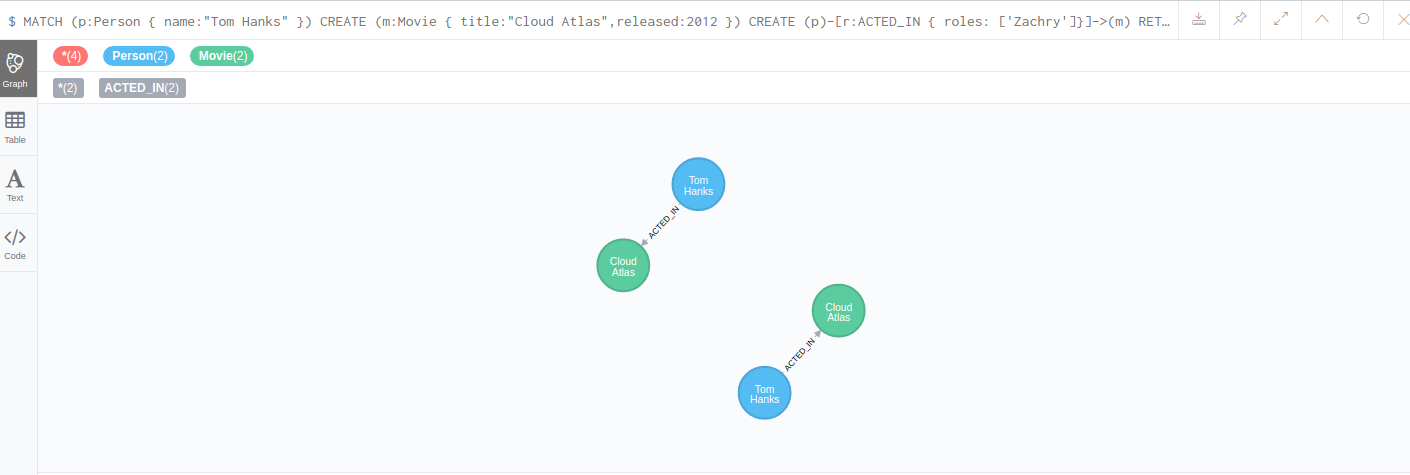 $ MATCH (p:Person { name:"Tom Hanks" }) CREATE (m:Movie { title:"Cloud Atlas",released:2012 }) CREATE (p)-[r:ACTED_IN { roles: ['Zachry']}]->(m) RET…
*(4) Person(2) Movie(2)
*(2) ACTED_IN(2)
Graph
Table
A
Text
</>
Code
Tom
Hanks
ACTED_IN
Cloud
Atlas
Cloud
Atlas
ACTED_IN
Tom
Hanks